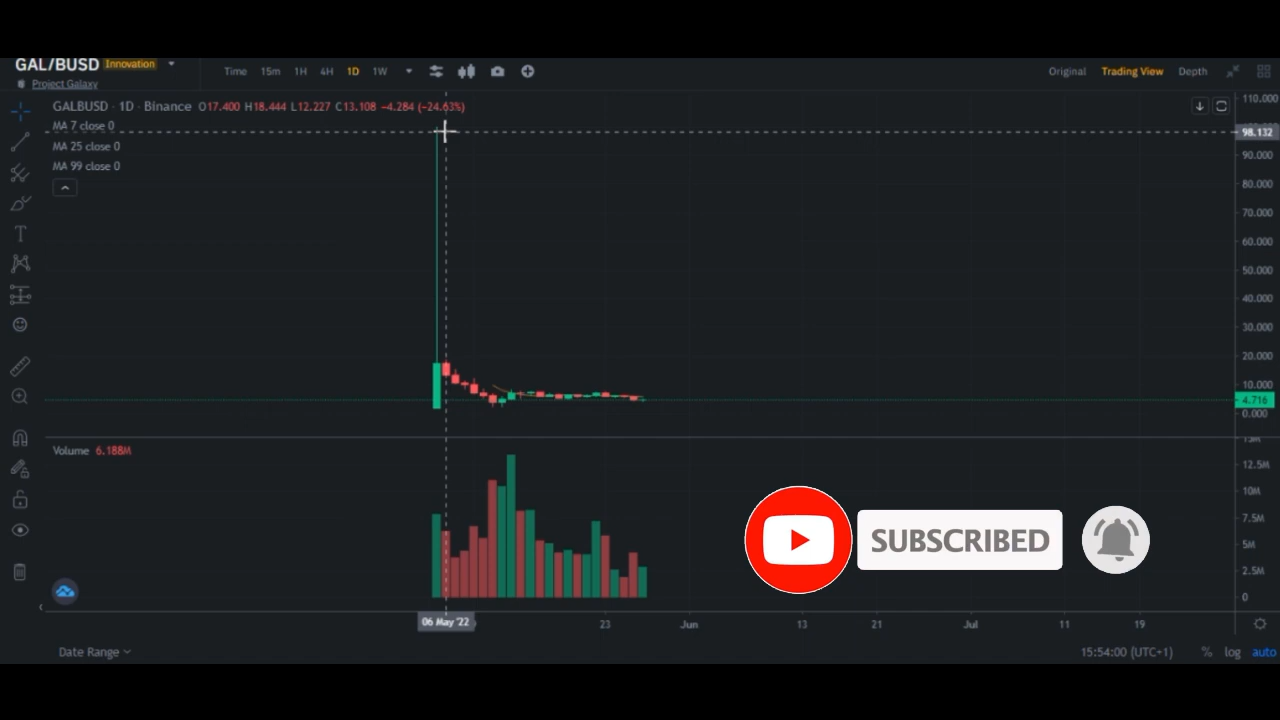 GAL/BUSD Innovation
Project Galaxy
Time 15m 1H 4H 1D 1W
Original Trading View Depth
GALBUSD · 1D · Binance O17.400 H18.444 L12.227 C13.108 −4.284 (−24.63%)
MA 7 close 0
MA 25 close 0
MA 99 close 0
110.000
98.132
90.000
80.000
70.000
60.000
50.000
40.000
30.000
20.000
10.000
4.716
0.000
Volume 6.188M
15M
12.5M
10M
7.5M
5M
2.5M
0
SUBSCRIBED
06 May '22 23 Jun 13 21 Jul 11 19
Date Range
15:54:00 (UTC+1) % log auto